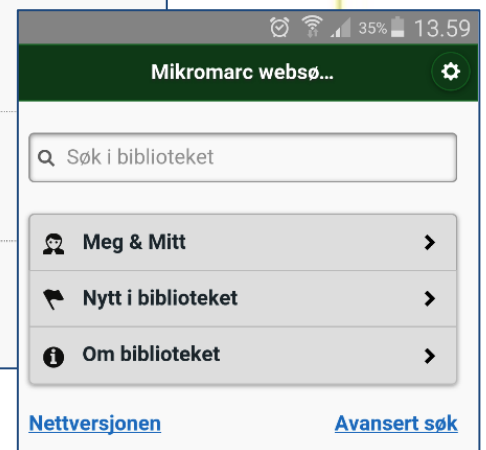 35% 13.59
Mikromarc websø...
Søk i biblioteket
Meg & Mitt
Nytt i biblioteket
Om biblioteket
Nettversjonen Avansert søk